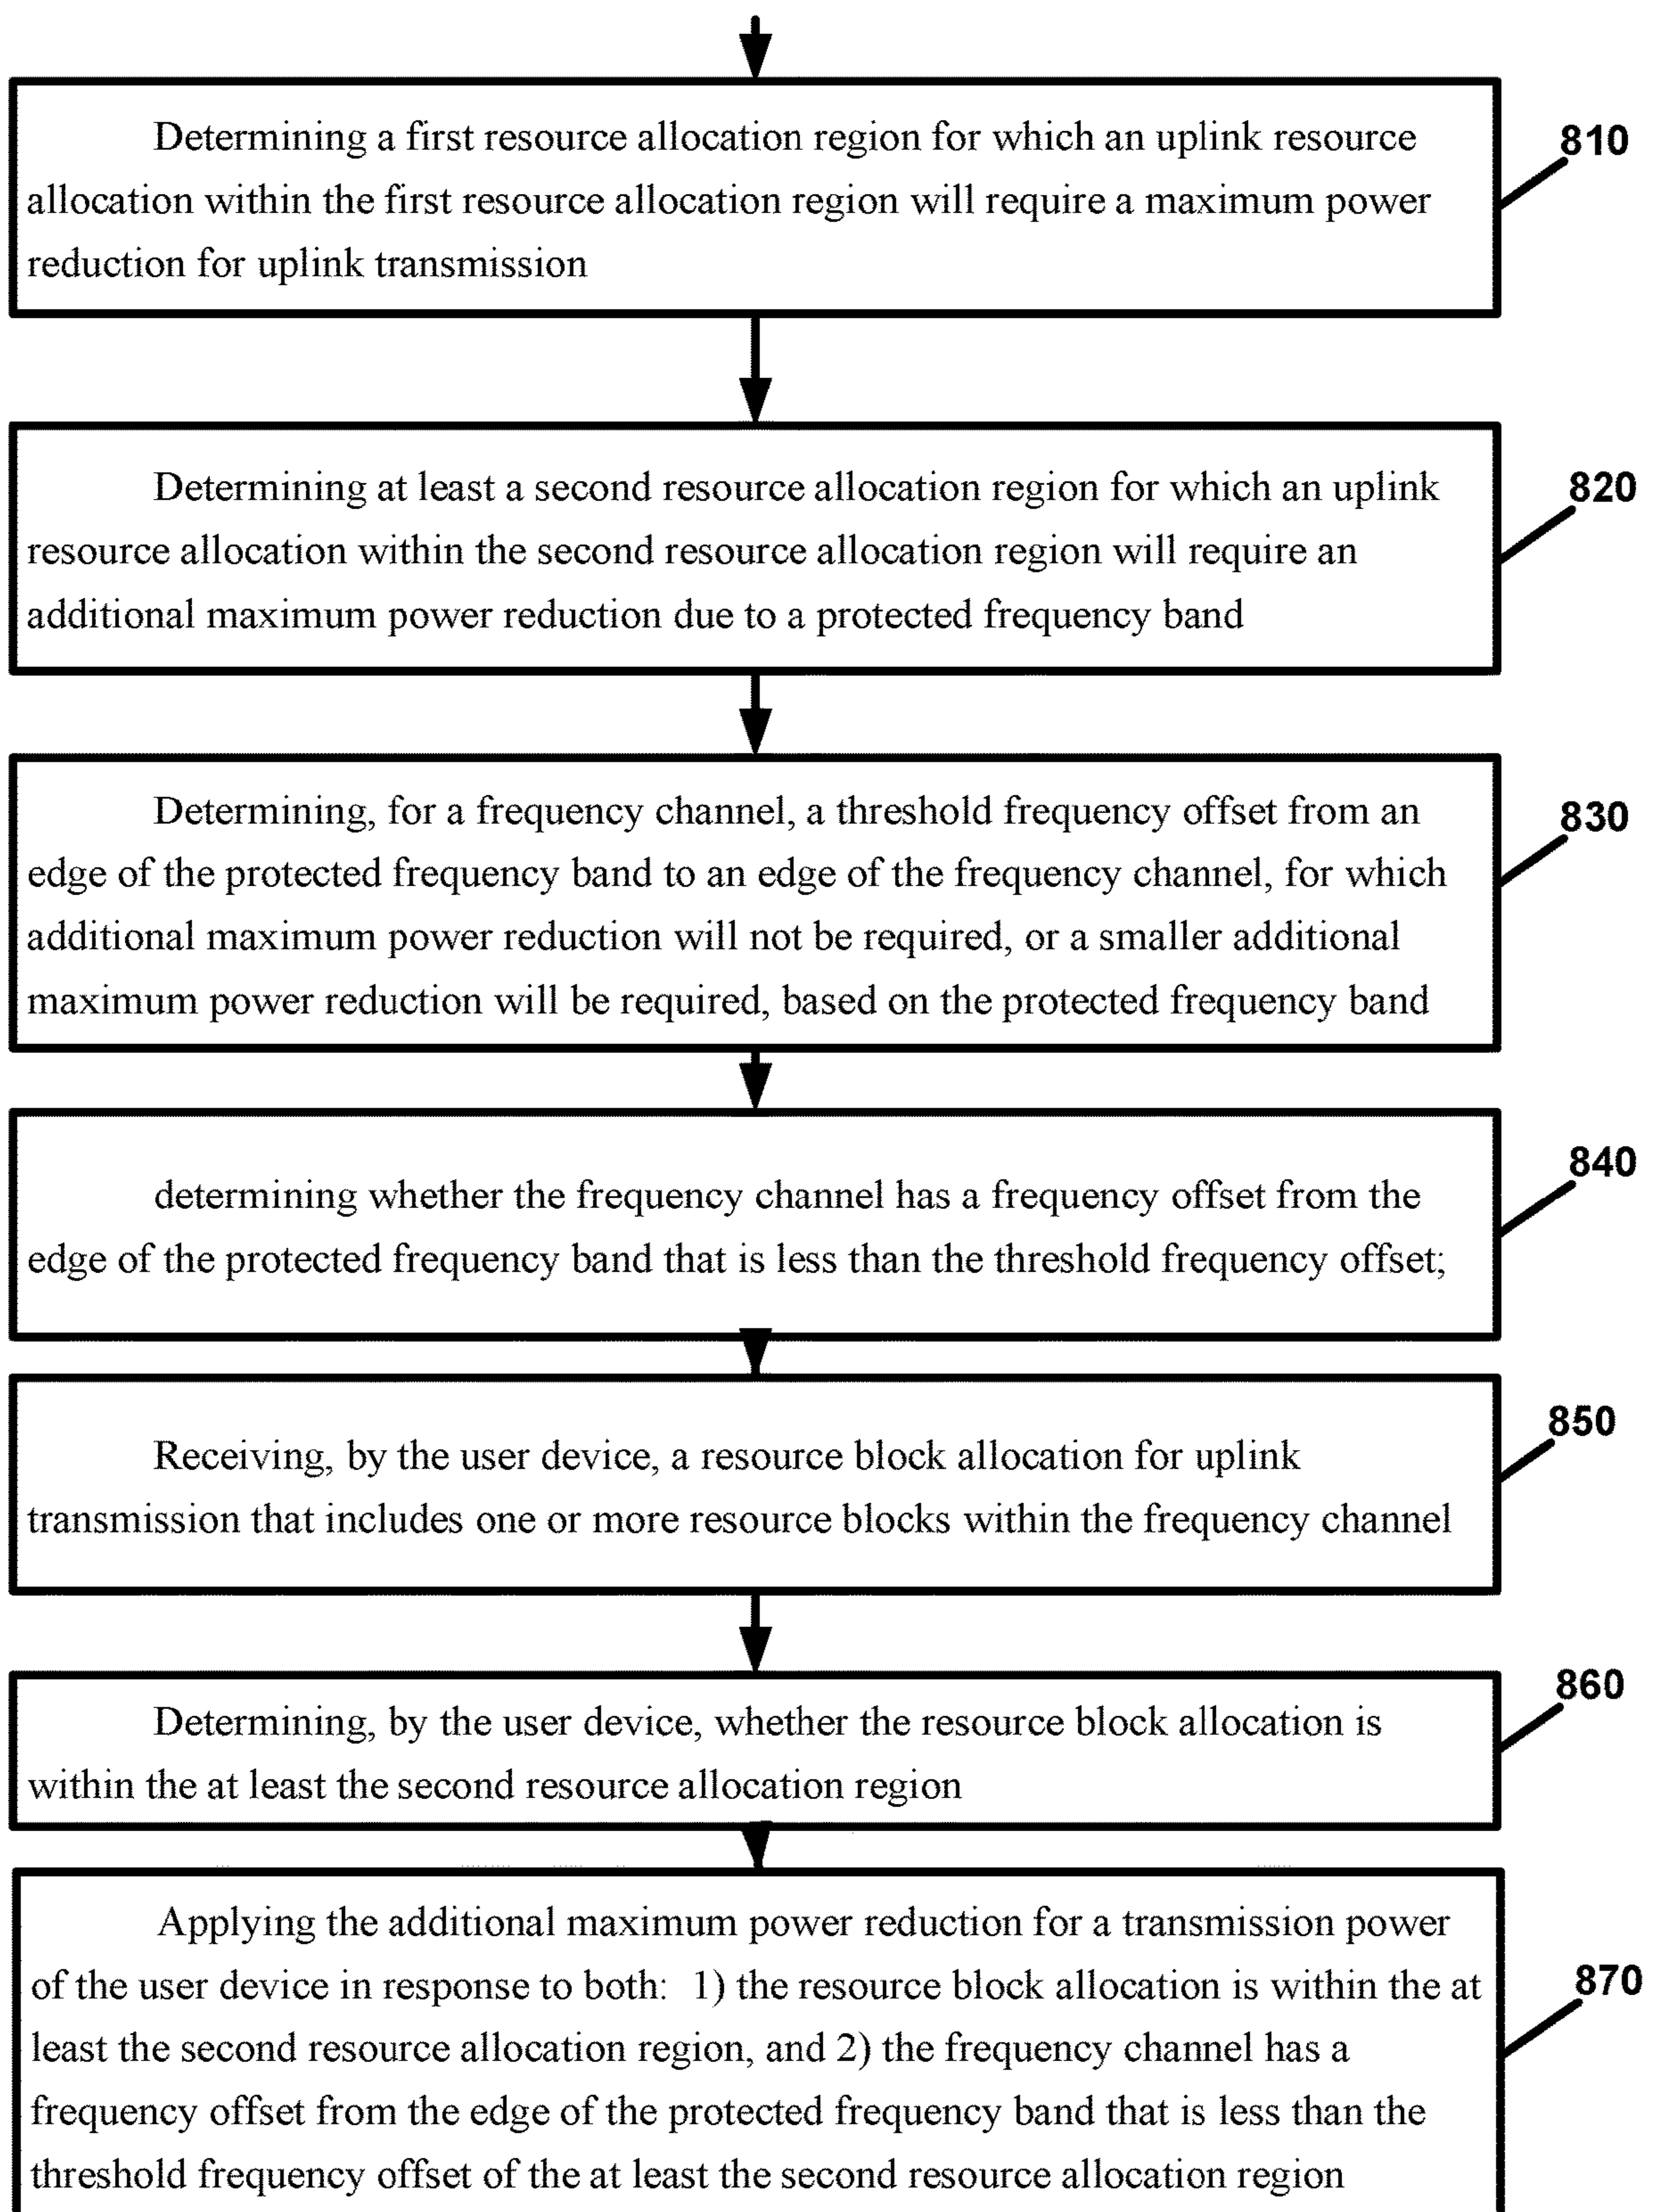 Determining a first resource allocation region for which an uplink resource
810
allocation within the first resource allocation region will require a maximum power
reduction for uplink transmission
Determining at least a second resource allocation region for which an uplink
820
resource allocation within the second resource allocation region will require an
additional maximum power reduction due to a protected frequency band
Determining, for a frequency channel, a threshold frequency offset from an
830
edge of the protected frequency band to an edge of the frequency channel, for which
additional maximum power reduction will not be required, or a smaller additional
maximum power reduction will be required, based on the protected frequency band
840
determining whether the frequency channel has a frequency offset from the
edge of the protected frequency band that is less than the threshold frequency offset;
850
Receiving, by the user device, a resource block allocation for uplink
transmission that includes one or more resource blocks within the frequency channel
860
Determining, by the user device, whether the resource block allocation is
within the at least the second resource allocation region
Applying the additional maximum power reduction for a transmission power
870
of the user device in response to both: 1) the resource block allocation is within the at
least the second resource allocation region, and 2) the frequency channel has a
frequency offset from the edge of the protected frequency band that is less than the
threshold frequency offset of the at least the second resource allocation region